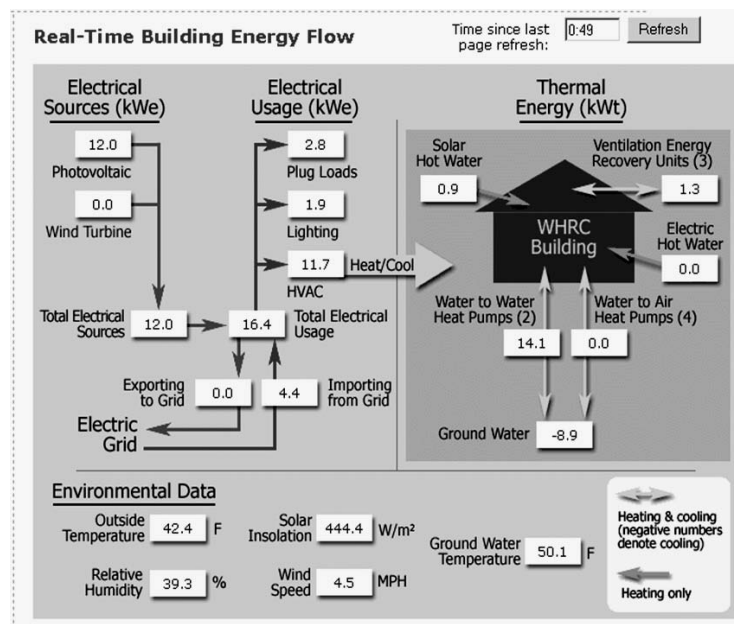 Real-Time Building Energy Flow
Time since last
page refresh:
0:49
Refresh
Electrical
Sources (kWe)
12.0
Photovoltaic
0.0
Wind Turbine
Total Electrical
Sources
12.0
Electrical
Usage (kWe)
2.8
Plug Loads
1.9
Lighting
11.7
HVAC
Heat/Cool
16.4
Total Electrical
Usage
Exporting
to Grid
0.0
4.4
Importing
from Grid
Electric
Grid
Thermal
Energy (kWt)
Solar
Hot Water
0.9
Ventilation Energy
Recovery Units (3)
1.3
WHRC
Building
Electric
Hot Water
0.0
Water to Water
Heat Pumps (2)
14.1
Water to Air
Heat Pumps (4)
0.0
Ground Water
-8.9
Environmental Data
Outside
Temperature
42.4 F
Solar
Insolation
444.4 W/m²
Ground Water
Temperature
50.1 F
Relative
Humidity
39.3 %
Wind
Speed
4.5 MPH
Heating & cooling
(negative numbers
denote cooling)
Heating only